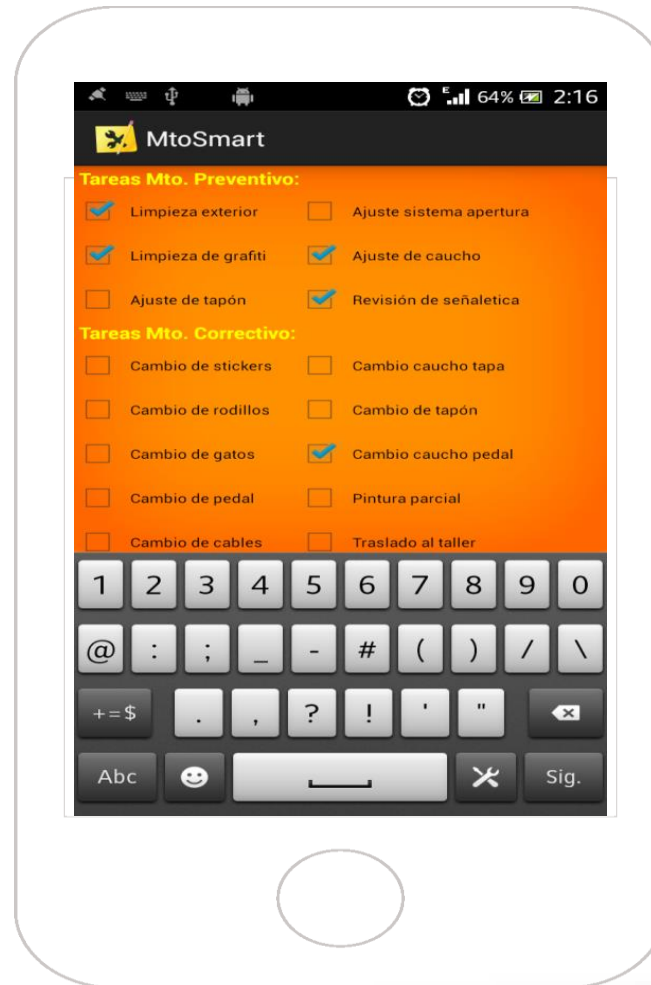 E 64% 2:16
MtoSmart
Tareas Mto. Preventivo:
Limpieza exterior Ajuste sistema apertura
Limpieza de grafiti Ajuste de caucho
Ajuste de tapón Revisión de señaletica
Tareas Mto. Correctivo:
Cambio de stickers Cambio caucho tapa
Cambio de rodillos Cambio de tapón
Cambio de gatos Cambio caucho pedal
Cambio de pedal Pintura parcial
Cambio de cables Traslado al taller
1 2 3 4 5 6 7 8 9 0
@ : ; _ - # ( ) / \
+=$ . , ? ! ' "
Abc Sig.